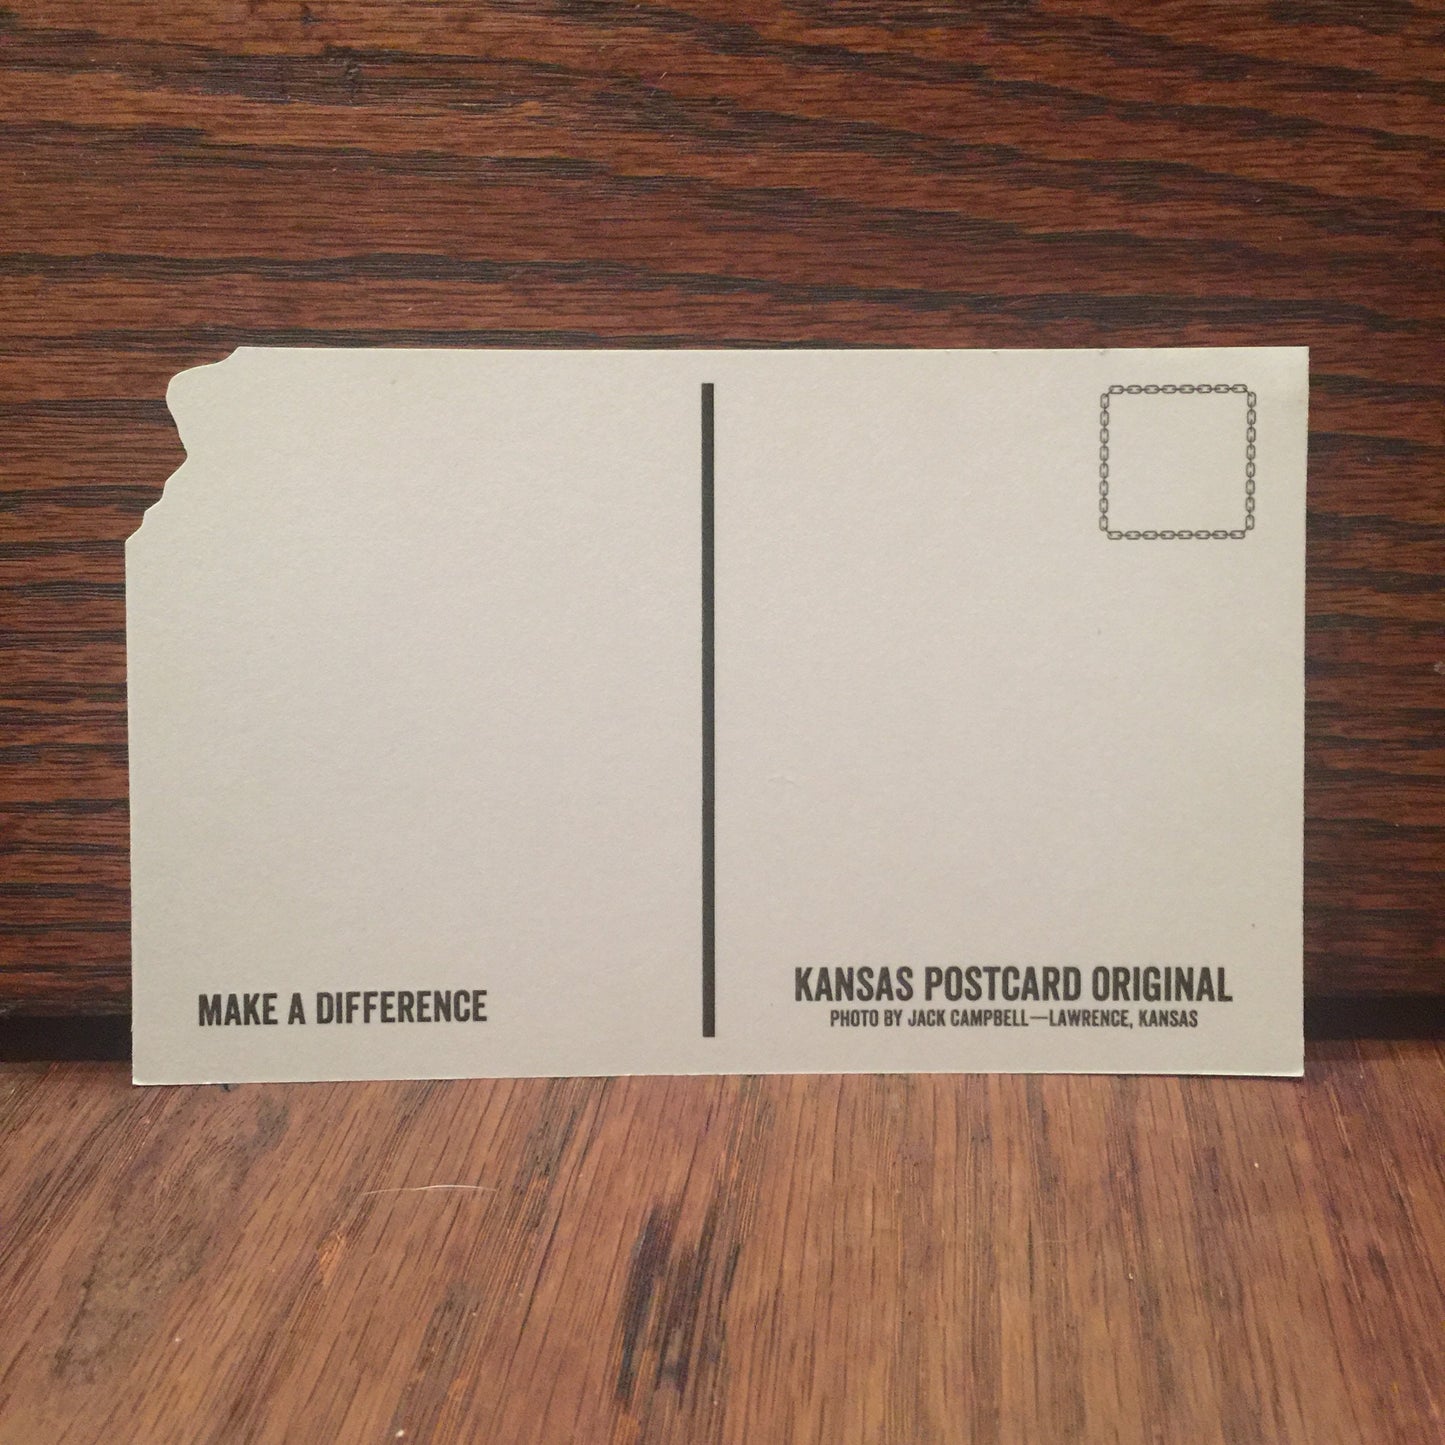 MAKE A DIFFERENCE
KANSAS POSTCARD ORIGINAL
PHOTO BY JACK CAMPBELL—LAWRENCE, KANSAS